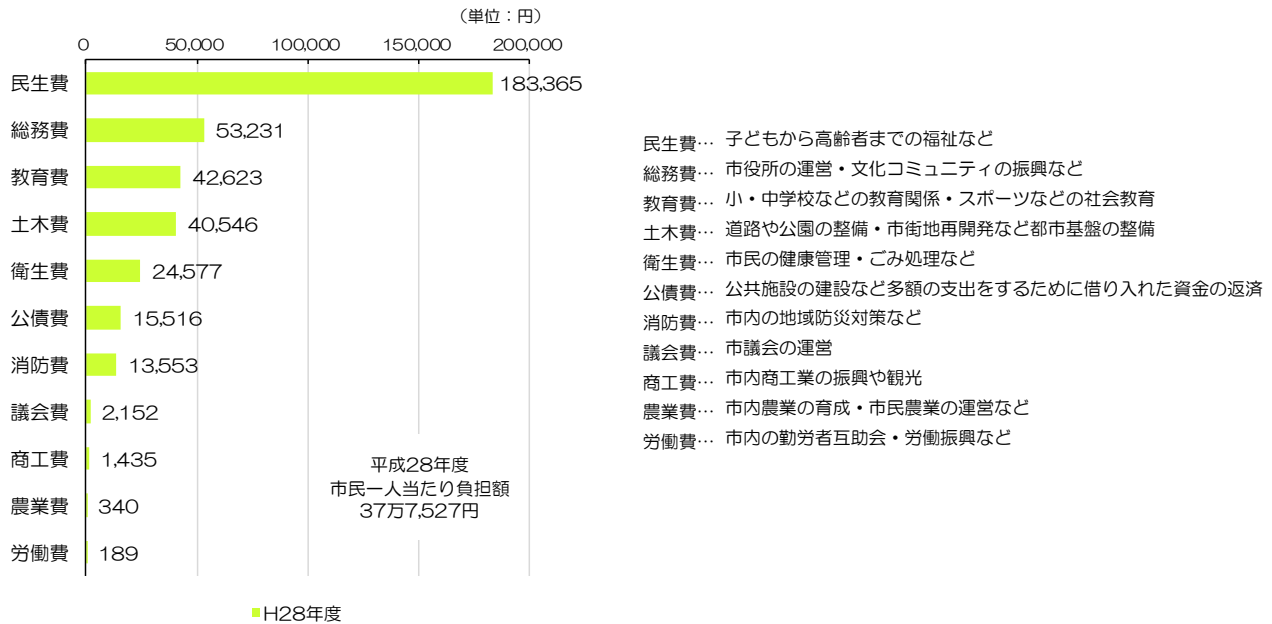 （単位：円）
0 50,000 100,000 150,000 200,000
民生費 183,365
総務費 53,231
教育費 42,623
土木費 40,546
衛生費 24,577
公債費 15,516
消防費 13,553
議会費 2,152
商工費 1,435
農業費 340
労働費 189
平成28年度
市民一人当たり負担額
37万7,527円
H28年度
民生費… 子どもから高齢者までの福祉など
総務費… 市役所の運営・文化コミュニティの振興など
教育費… 小・中学校などの教育関係・スポーツなどの社会教育
土木費… 道路や公園の整備・市街地再開発など都市基盤の整備
衛生費… 市民の健康管理・ごみ処理など
公債費… 公共施設の建設など多額の支出をするために借り入れた資金の返済
消防費… 市内の地域防災対策など
議会費… 市議会の運営
商工費… 市内商工業の振興や観光
農業費… 市内農業の育成・市民農業の運営など
労働費… 市内の勤労者互助会・労働振興など